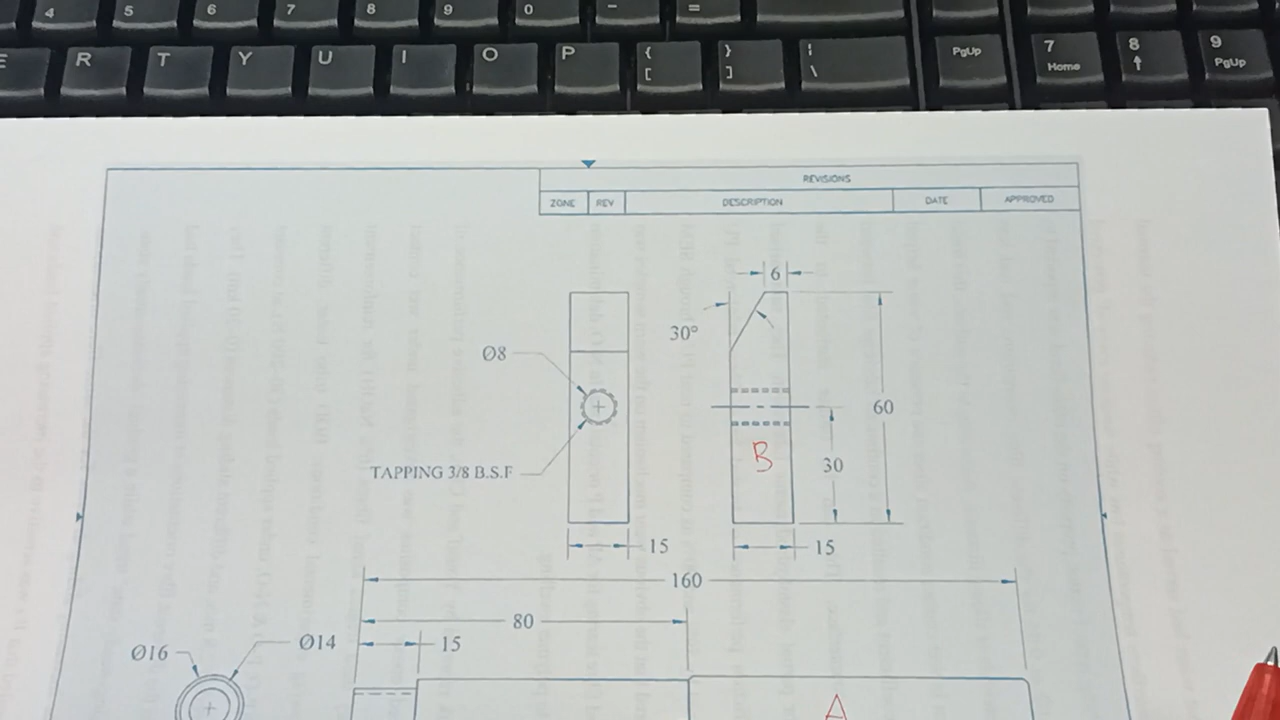 4 5 6 7 8 9 0 - =
E R T Y U I O P { [ } ] | \ PgUp 7 Home 8 9 PgUp
REVISIONS
ZONE REV DESCRIPTION DATE APPROVED
6
30°
Ø8
60
B
30
TAPPING 3/8 B.S.F
15 15
160
80
Ø16 Ø14 15
A